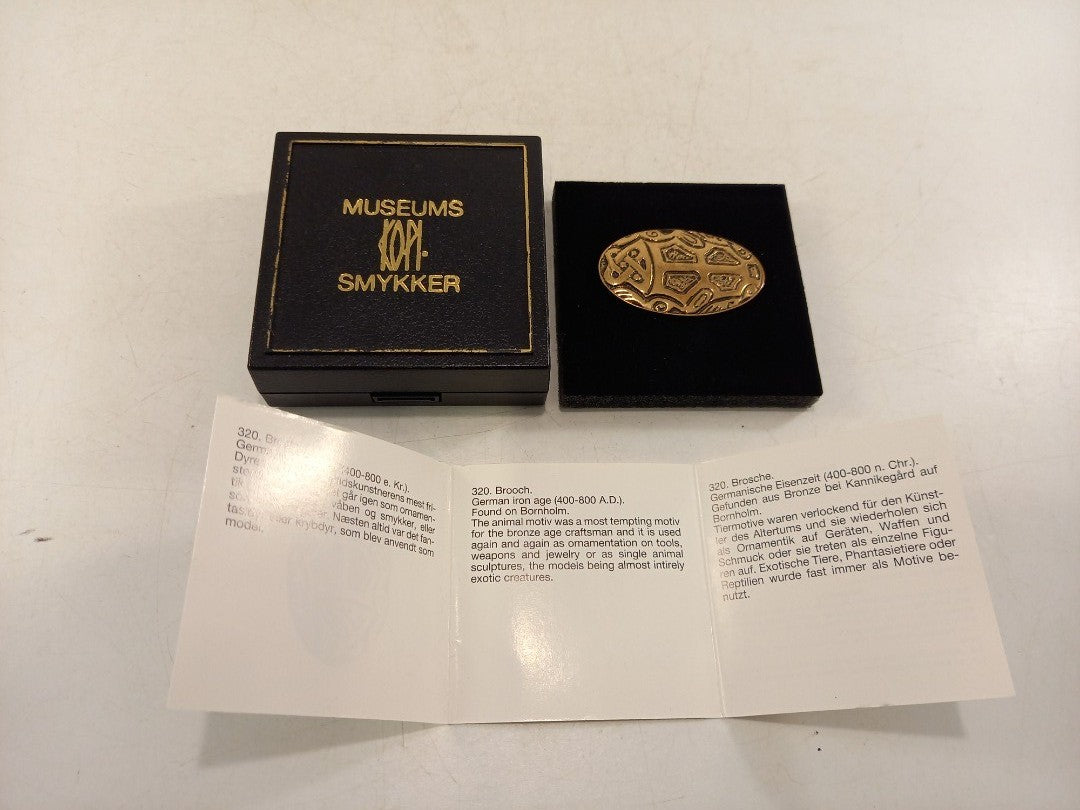 MUSEUMS
KOPI
SMYKKER
320. Br
Germ (400-800 e. Kr.).
Dyre ldskunstnerens mest fri-
går igen som ornamen-
våben og smykker, eller
Næsten altid var det fan-
eller krybdyr, som blev anvendt som
model.
320. Brooch.
German iron age (400-800 A.D.).
Found on Bornholm.
The animal motiv was a most tempting motiv
for the bronze age craftsman and it is used
again and again as ornamentation on tools,
weapons and jewelry or as single animal
sculptures, the models being almost intirely
exotic creatures.
320. Brosche.
Germanische Eisenzeit (400-800 n. Chr.).
Gefunden aus Bronze bei Kannikegård auf
Bornholm.
Tiermotive waren verlockend für den Künst-
ler des Altertums und sie wiederholen sich
als Ornamentik auf Geräten, Waffen und
Schmuck oder sie treten als einzelne Figu-
ren auf. Exotische Tiere, Phantasietiere oder
Reptilien wurde fast immer als Motive be-
nutzt.